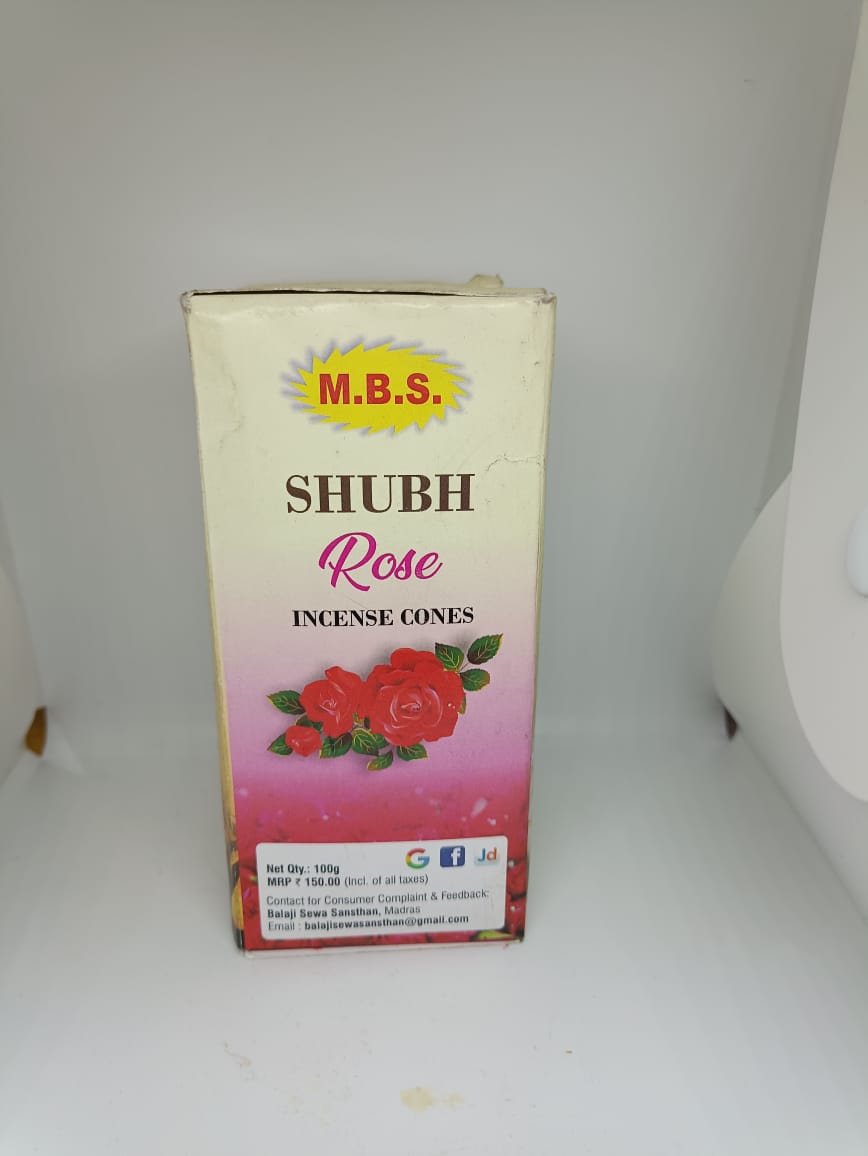 M.B.S.
SHUBH
Rose
INCENSE CONES
G f Jd
Net Qty.: 100g
MRP ₹ 150.00 (Incl. of all taxes)
Contact for Consumer Complaint & Feedback:
Balaji Sewa Sansthan, Madras
Email : balajisewasansthan@gmail.com